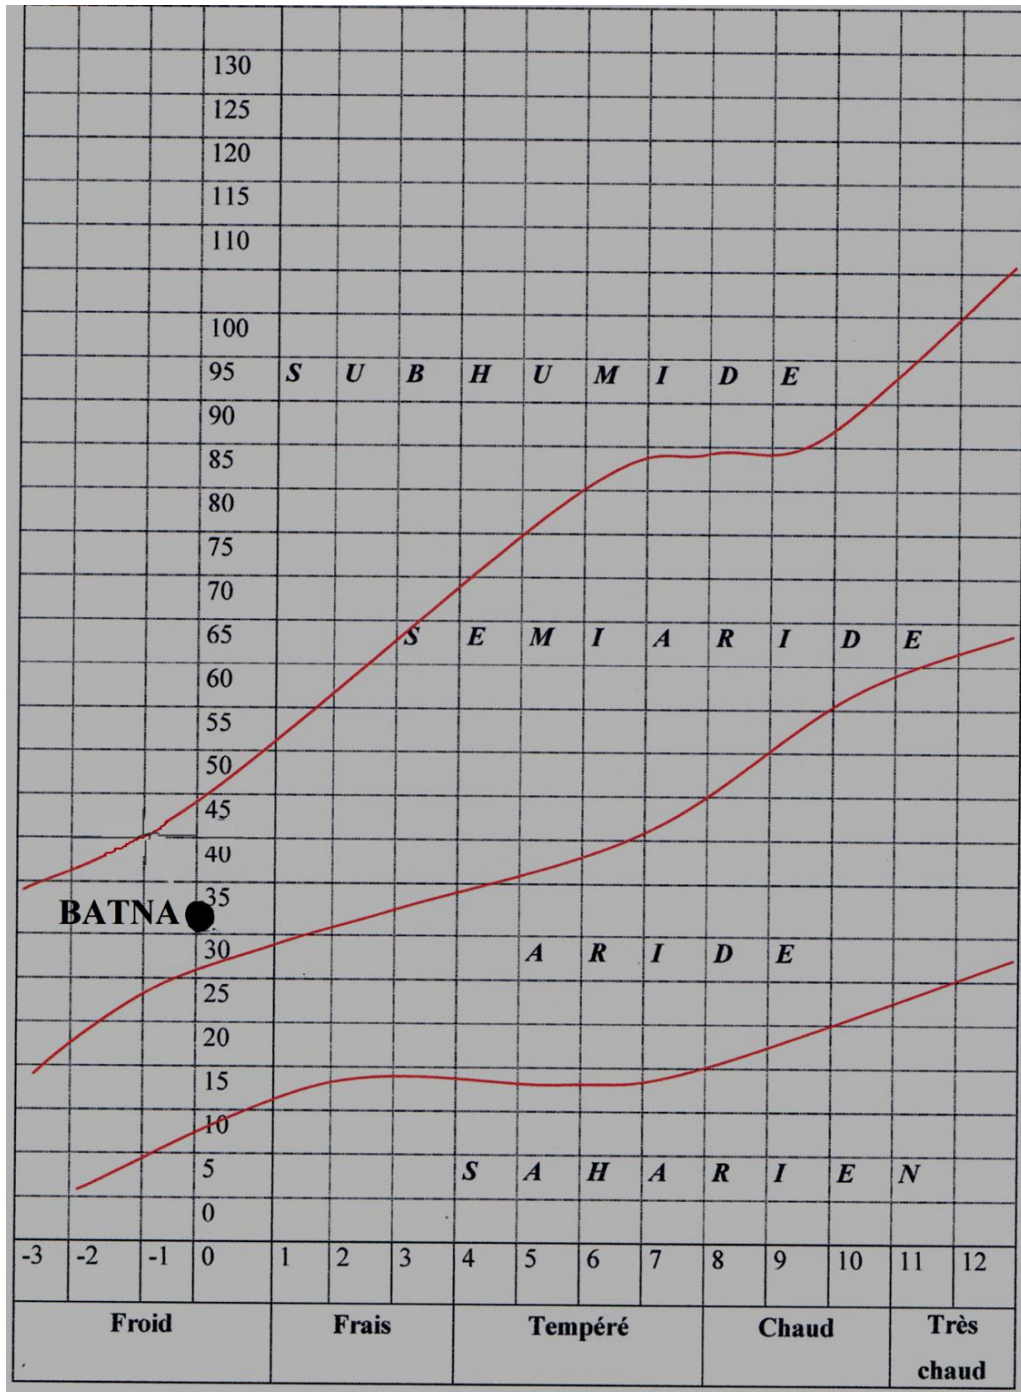 130
125
120
115
110
100
95 S U B H U M I D E
90
85
80
75
70
65 S E M I A R I D E
60
55
50
45
40
35
BATNA
30 A R I D E
25
20
15
10
5 S A H A R I E N
0
-3 -2 -1 0 1 2 3 4 5 6 7 8 9 10 11 12
Froid Frais Tempéré Chaud Très
chaud